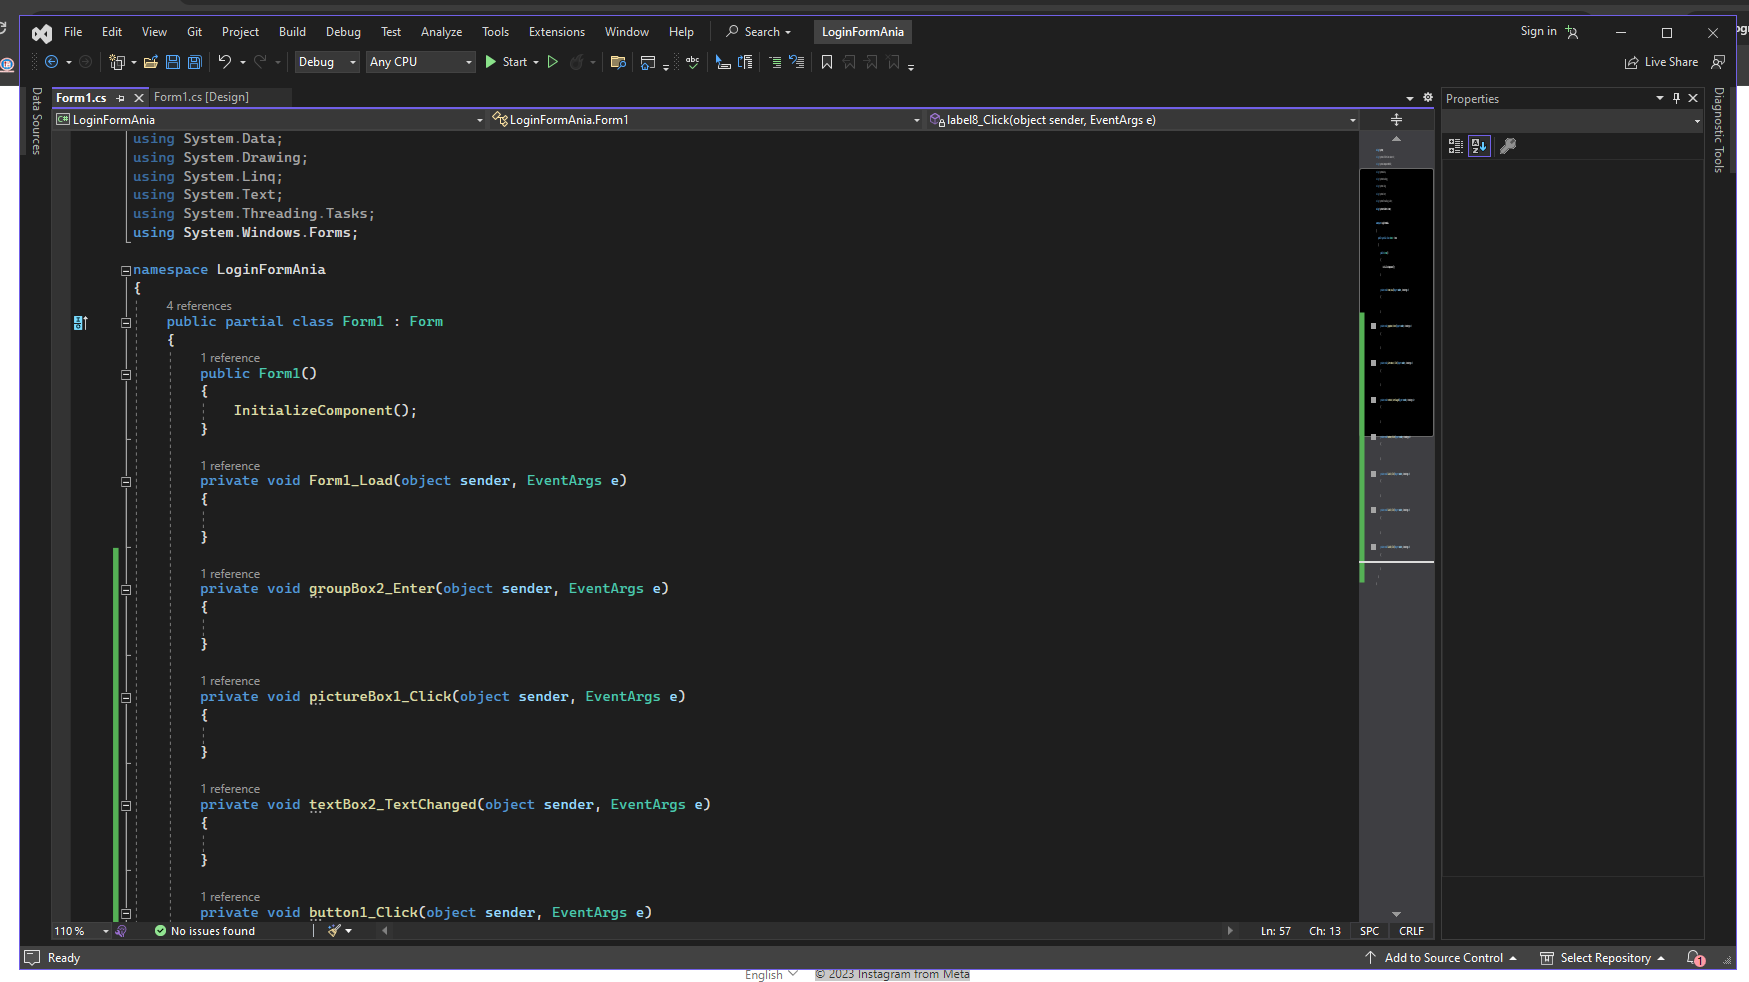 File Edit View Git Project Build Debug Test Analyze Tools Extensions Window Help Search LoginFormAnia Sign in
Debug Any CPU Start Live Share
Form1.cs Form1.cs [Design] Properties
Data Sources
LoginFormAnia LoginFormAnia.Form1 label8_Click(object sender, EventArgs e)
Diagnostic Tools
using System.Data;
using System.Drawing;
using System.Linq;
using System.Text;
using System.Threading.Tasks;
using System.Windows.Forms;
namespace LoginFormAnia
{
4 references
public partial class Form1 : Form
{
1 reference
public Form1()
{
InitializeComponent();
}
1 reference
private void Form1_Load(object sender, EventArgs e)
{
}
1 reference
private void groupBox2_Enter(object sender, EventArgs e)
{
}
1 reference
private void pictureBox1_Click(object sender, EventArgs e)
{
}
1 reference
private void textBox2_TextChanged(object sender, EventArgs e)
{
}
1 reference
private void button1_Click(object sender, EventArgs e)
110 % No issues found Ln: 57 Ch: 13 SPC CRLF
Ready Add to Source Control Select Repository 1
English © 2023 Instagram from Meta